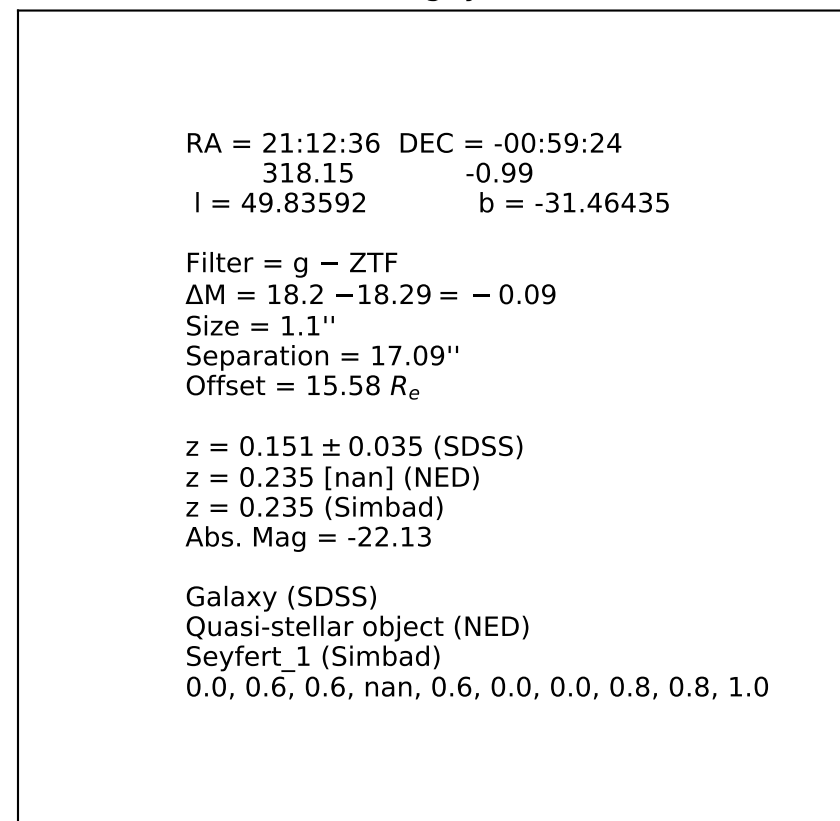 RA = 21:12:36 DEC = -00:59:24
318.15 -0.99
l = 49.83592 b = -31.46435
Filter = g − ZTF
ΔM = 18.2 −18.29 = − 0.09
Size = 1.1''
Separation = 17.09''
Offset = 15.58 Rₑ
z = 0.151 ± 0.035 (SDSS)
z = 0.235 [nan] (NED)
z = 0.235 (Simbad)
Abs. Mag = -22.13
Galaxy (SDSS)
Quasi-stellar object (NED)
Seyfert_1 (Simbad)
0.0, 0.6, 0.6, nan, 0.6, 0.0, 0.0, 0.8, 0.8, 1.0